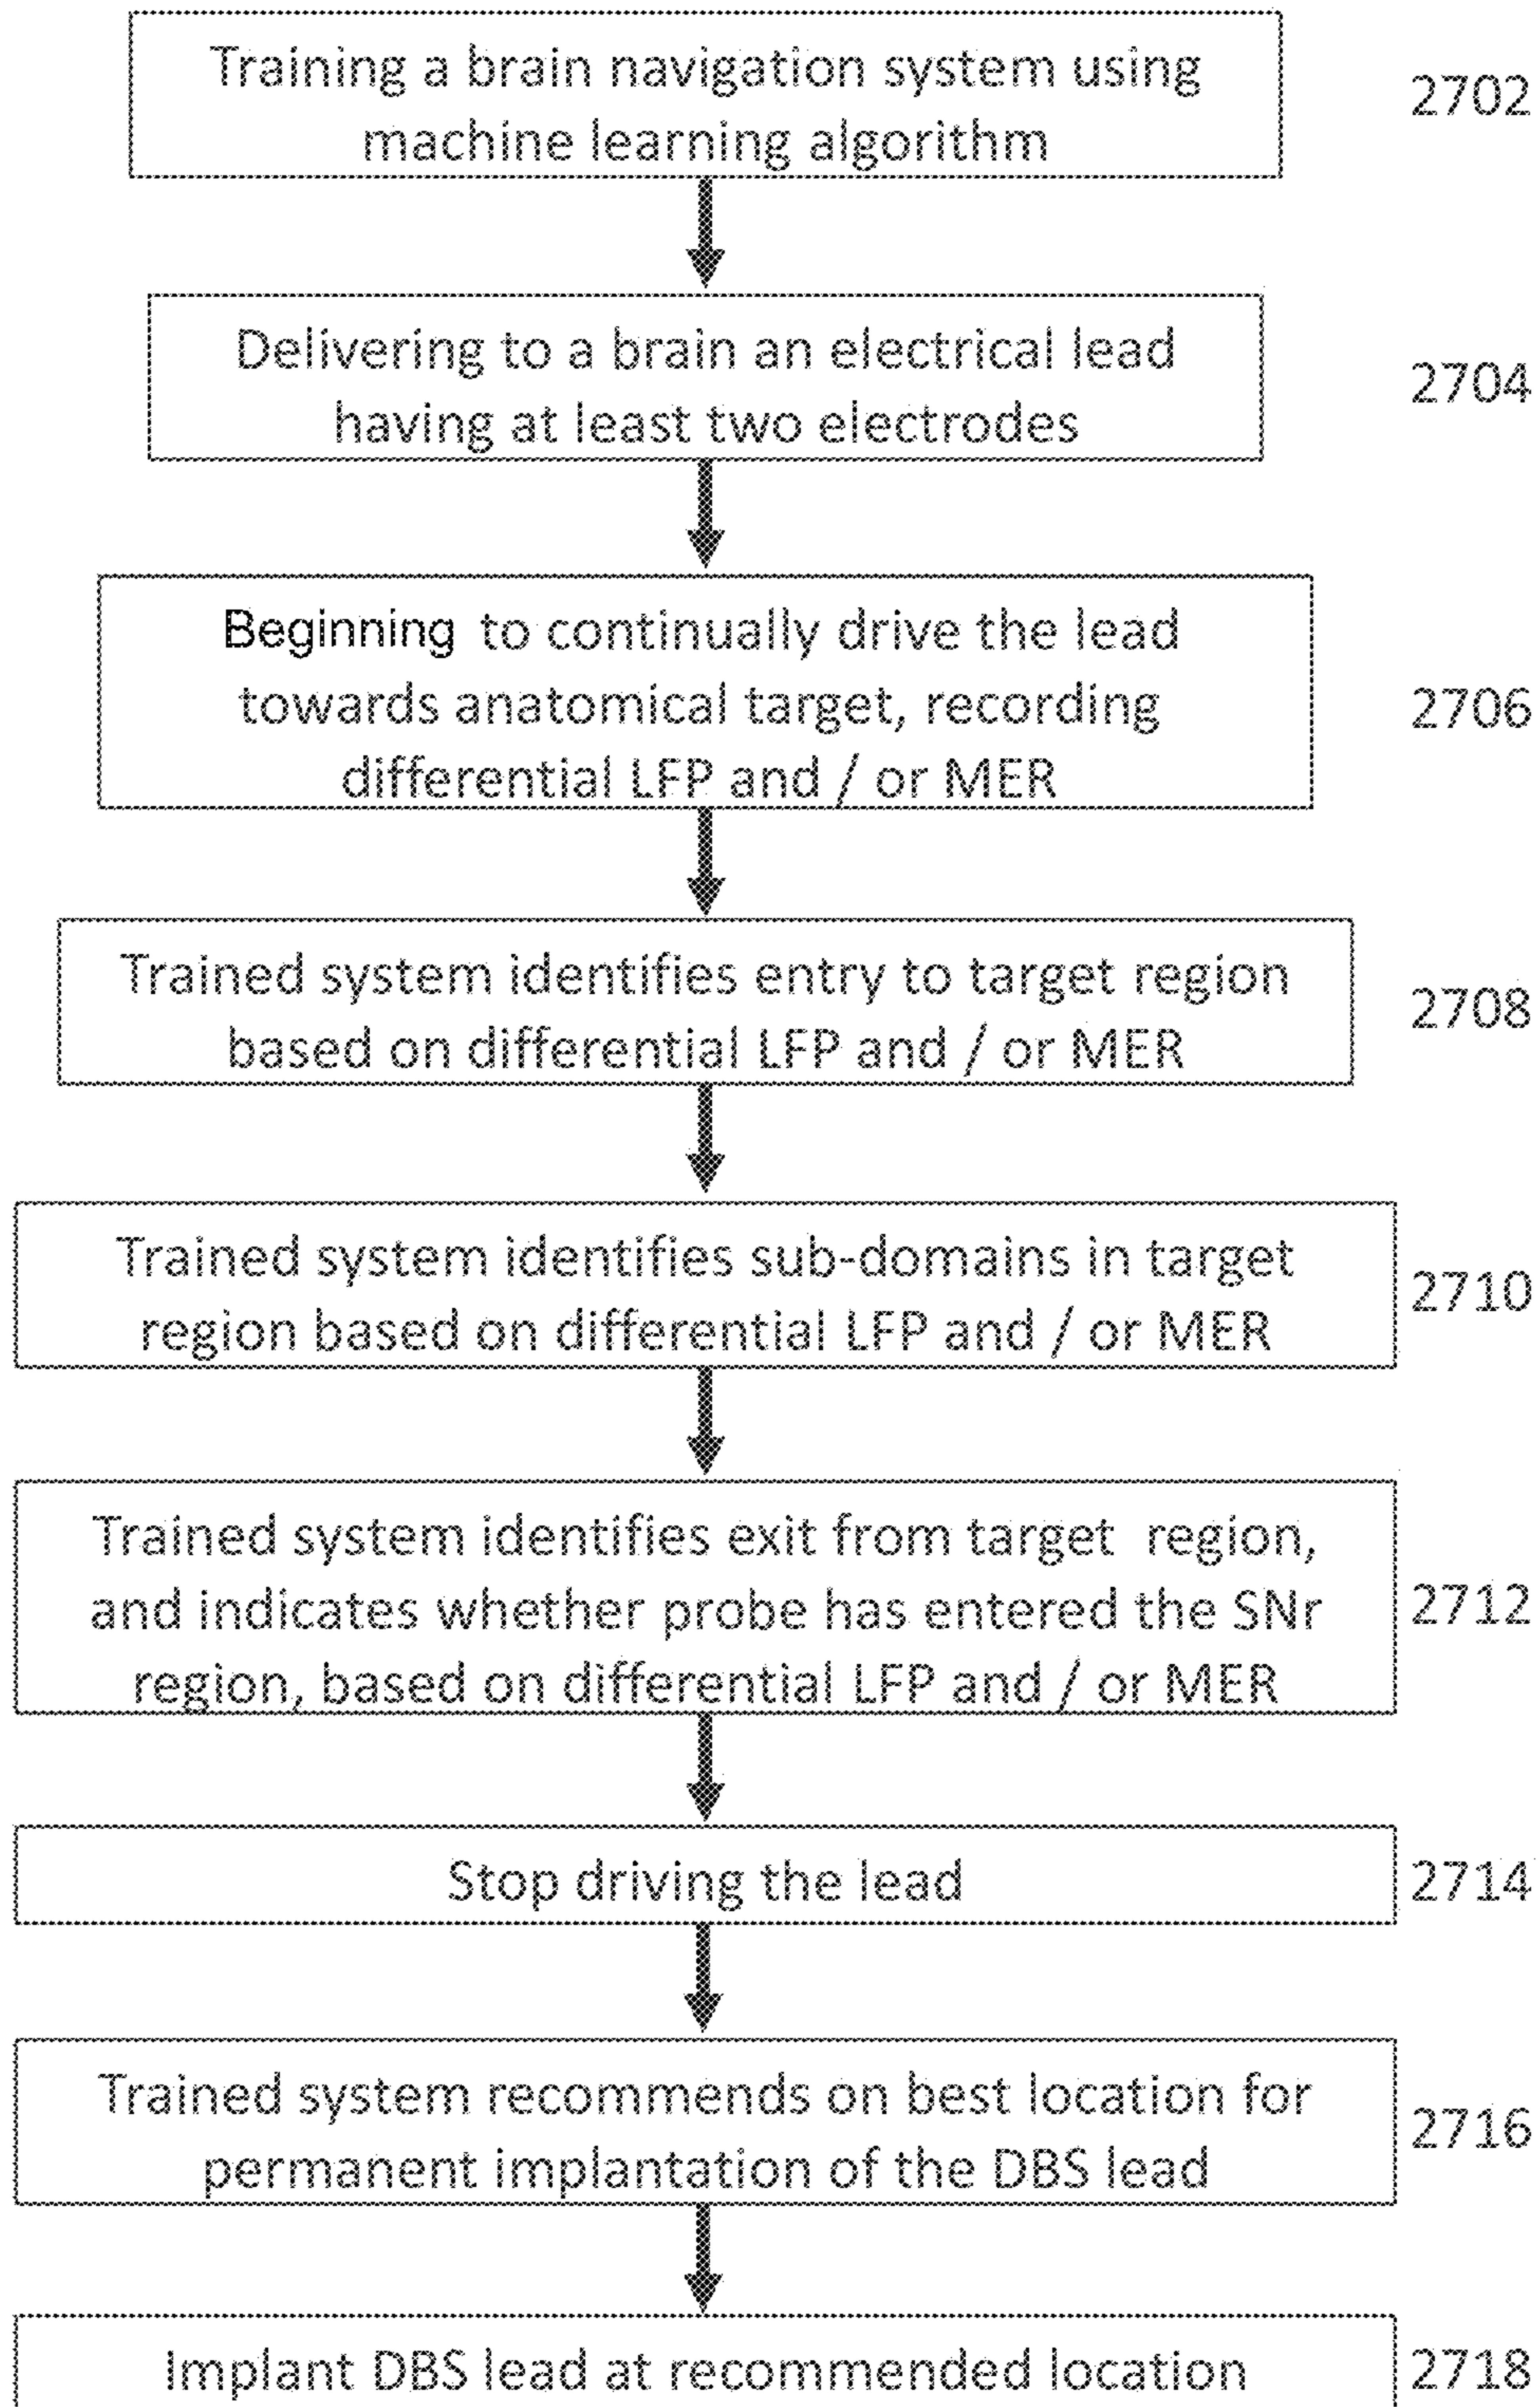 Training a brain navigation system using
machine learning algorithm
2702
Delivering to a brain an electrical lead
having at least two electrodes
2704
Beginning to continually drive the lead
towards anatomical target, recording
differential LFP and / or MER
2706
Trained system identifies entry to target region
based on differential LFP and / or MER
2708
Trained system identifies sub-domains in target
region based on differential LFP and / or MER
2710
Trained system identifies exit from target region,
and indicates whether probe has entered the SNr
region, based on differential LFP and / or MER
2712
Stop driving the lead
2714
Trained system recommends on best location for
permanent implantation of the DBS lead
2716
Implant DBS lead at recommended location
2718